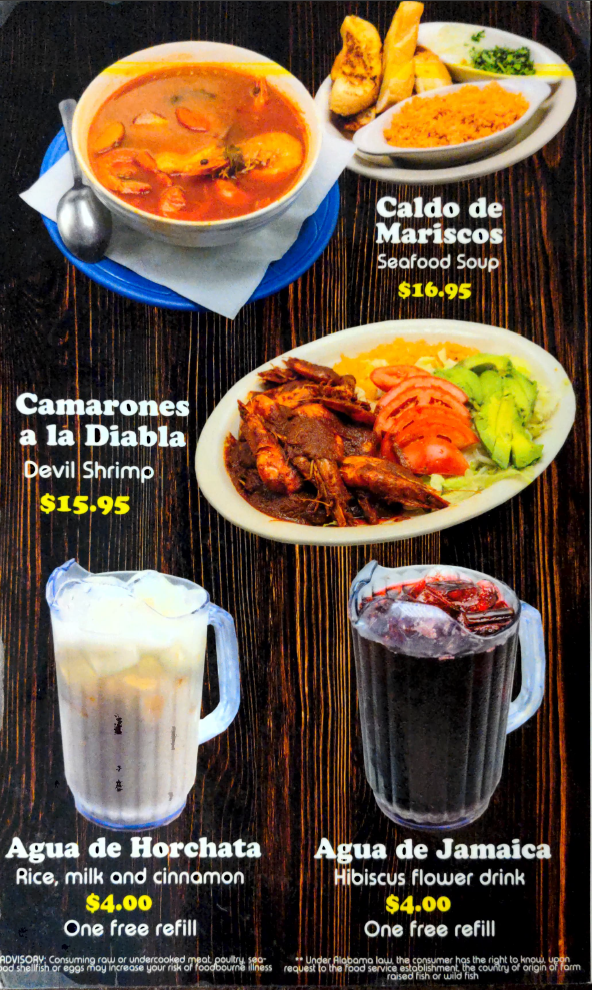 Caldo de
Mariscos
Seafood Soup
$16.95
Camarones
a la Diabla
Devil Shrimp
$15.95
Agua de Horchata
Rice, milk and cinnamon
$4.00
One free refill
Agua de Jamaica
Hibiscus flower drink
$4.00
One free refill
ADVISORY: Consuming raw or undercooked meat, poultry, sea-
ood shellfish or eggs may increase your risk of foodbourne illness
** Under Alabama law, the consumer has the right to know, upon
request to the food service establishment, the country of origin of farm
raised fish or wild fish